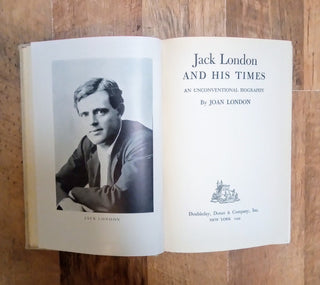 JACK LONDON
Jack London
AND HIS TIMES
AN UNCONVENTIONAL BIOGRAPHY
By JOAN LONDON
Doubleday, Doran & Company, Inc.
NEW YORK